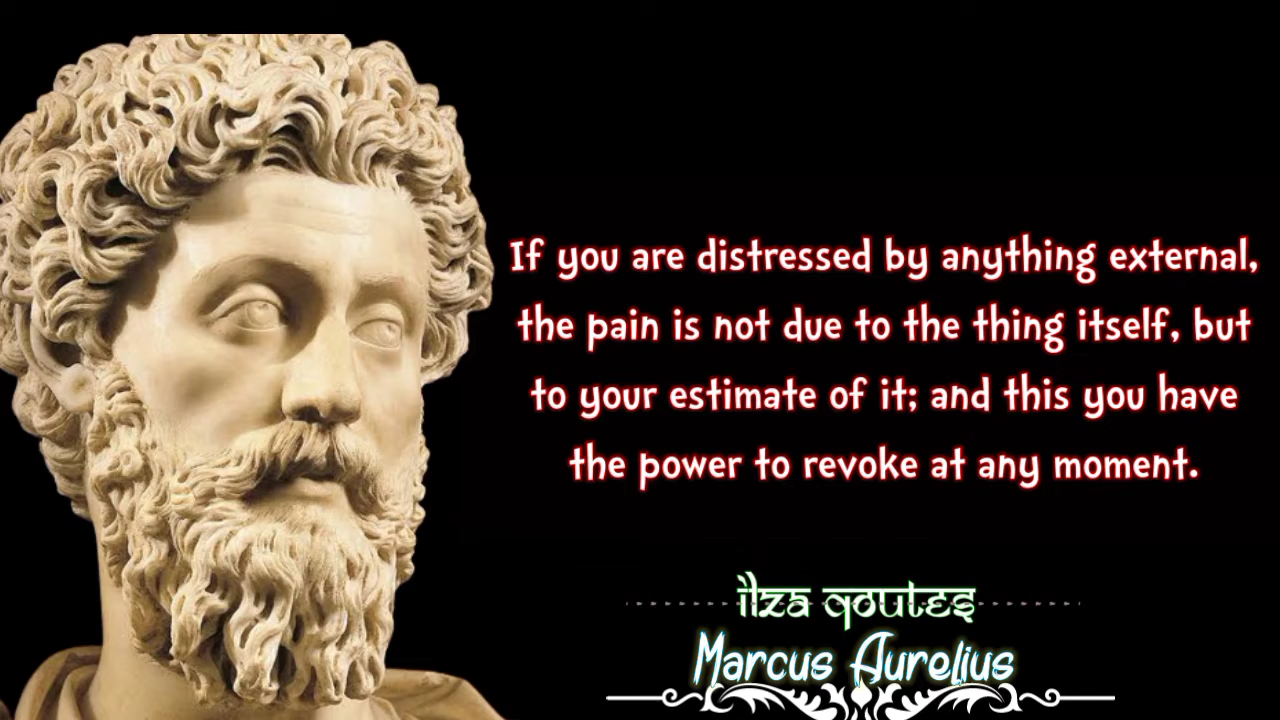 If you are distressed by anything external,
the pain is not due to the thing itself, but
to your estimate of it; and this you have
the power to revoke at any moment.
ilza qoutes
Marcus Aurelius